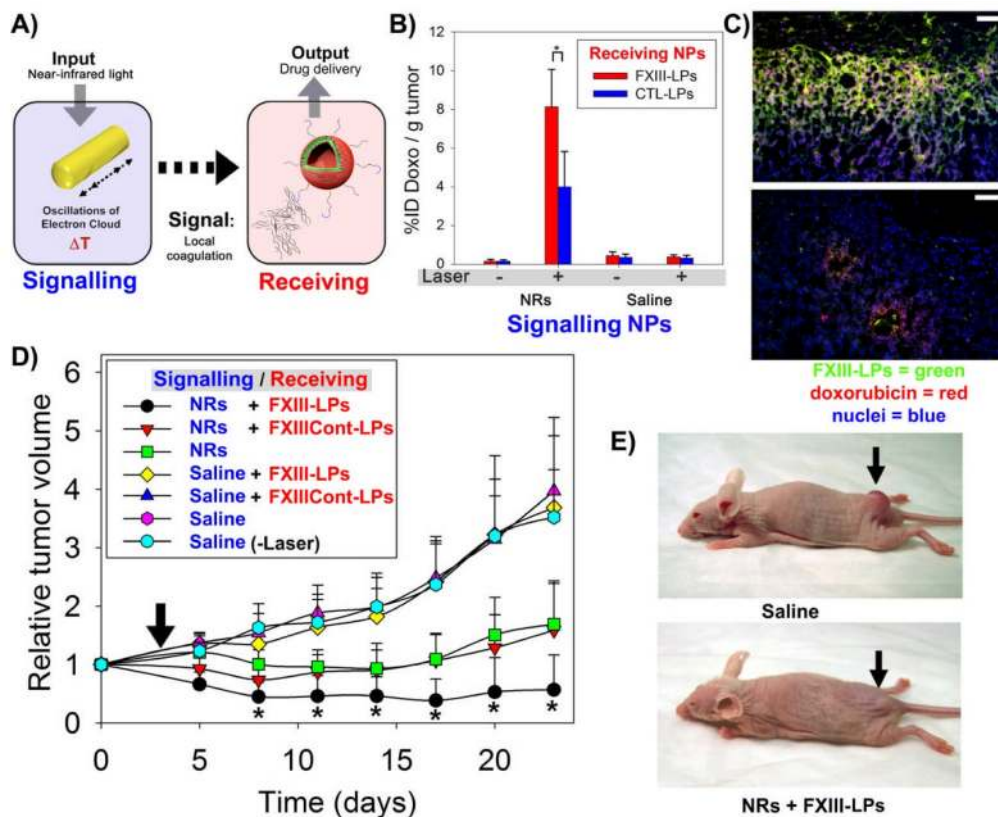 A)
Input
Near-infrared light
Output
Drug delivery
Oscillations of
Electron Cloud
ΔT
Signal:
Local
coagulation
Signalling
Receiving
B)
%ID Doxo / g tumor
12
10
8
6
4
2
0
*
Receiving NPs
FXIII-LPs
CTL-LPs
Laser - + - +
NRs Saline
Signalling NPs
C)
FXIII-LPs = green
doxorubicin = red
nuclei = blue
D)
Relative tumor volume
6
5
4
3
2
1
0
Signalling / Receiving
NRs + FXIII-LPs
NRs + FXIIICont-LPs
NRs
Saline + FXIII-LPs
Saline + FXIIICont-LPs
Saline
Saline (-Laser)
* * * * * *
0 5 10 15 20
Time (days)
E)
Saline
NRs + FXIII-LPs